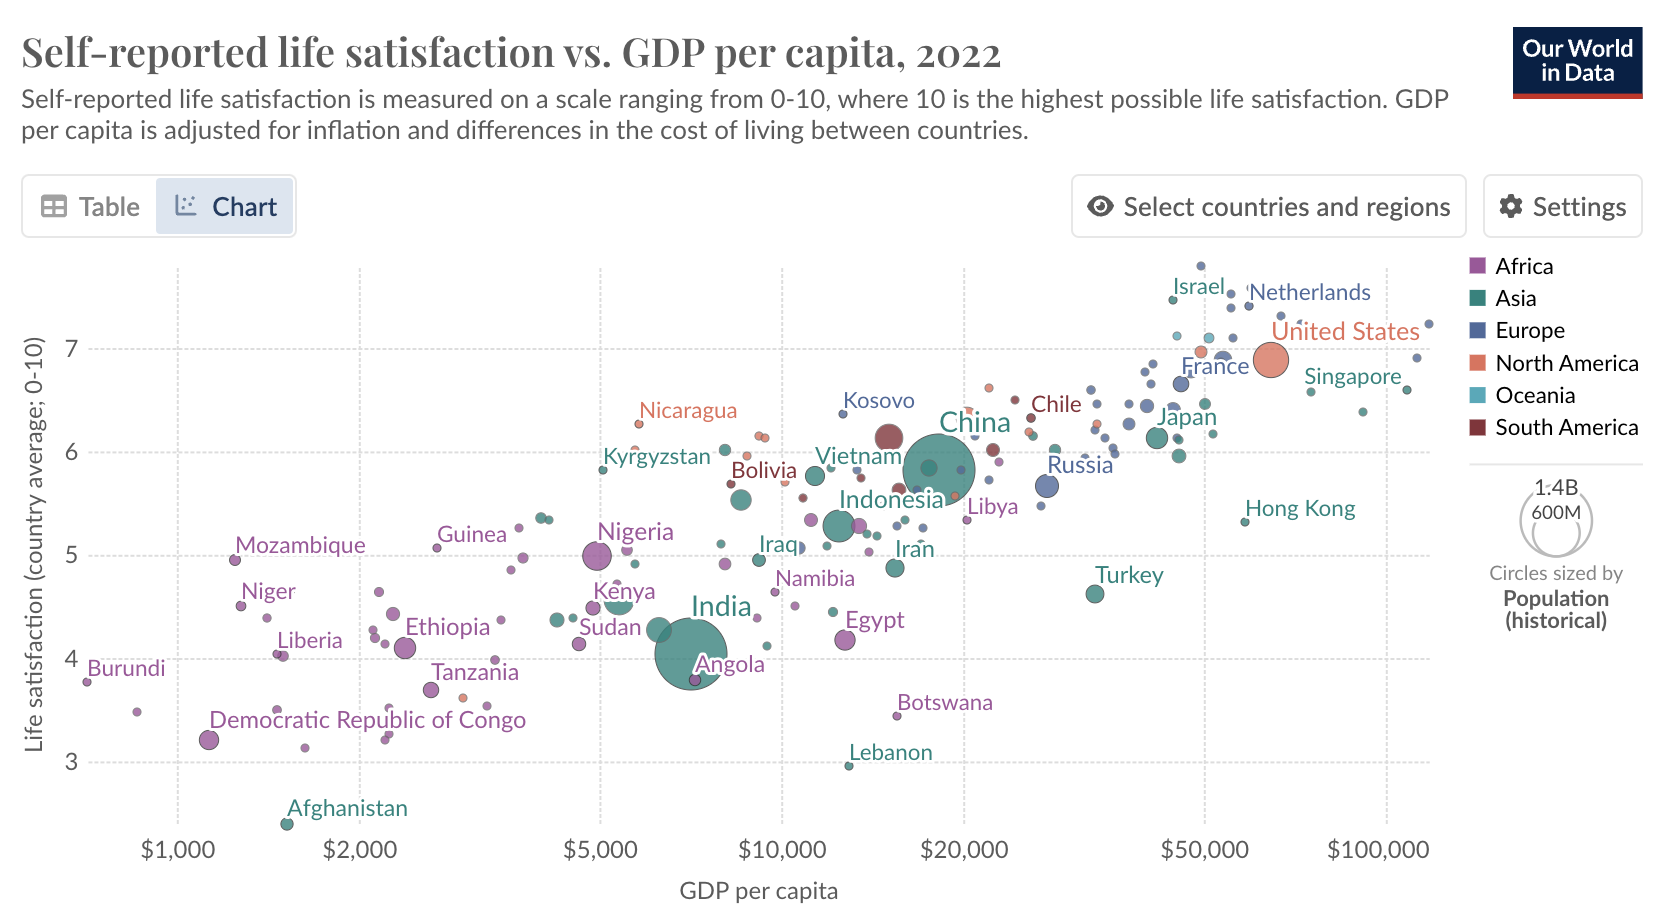 Self-reported life satisfaction vs. GDP per capita, 2022
Self-reported life satisfaction is measured on a scale ranging from 0-10, where 10 is the highest possible life satisfaction. GDP
per capita is adjusted for inflation and differences in the cost of living between countries.
Our World
in Data
Table
Chart
Select countries and regions
Settings
Africa
Asia
Europe
North America
Oceania
South America
1.4B
600M
Circles sized by
Population
(historical)
Life satisfaction (country average; 0-10)
7
6
5
4
3
Israel
Netherlands
United States
France
Singapore
Kosovo
Chile
Nicaragua
China
Japan
Kyrgyzstan
Vietnam
Bolivia
Russia
Indonesia
Libya
Hong Kong
Guinea
Nigeria
Mozambique
Iraq
Iran
Turkey
Namibia
Niger
Kenya
India
Ethiopia
Sudan
Egypt
Liberia
Burundi
Tanzania
Angola
Botswana
Democratic Republic of Congo
Lebanon
Afghanistan
$1,000
$2,000
$5,000
$10,000
$20,000
$50,000
$100,000
GDP per capita